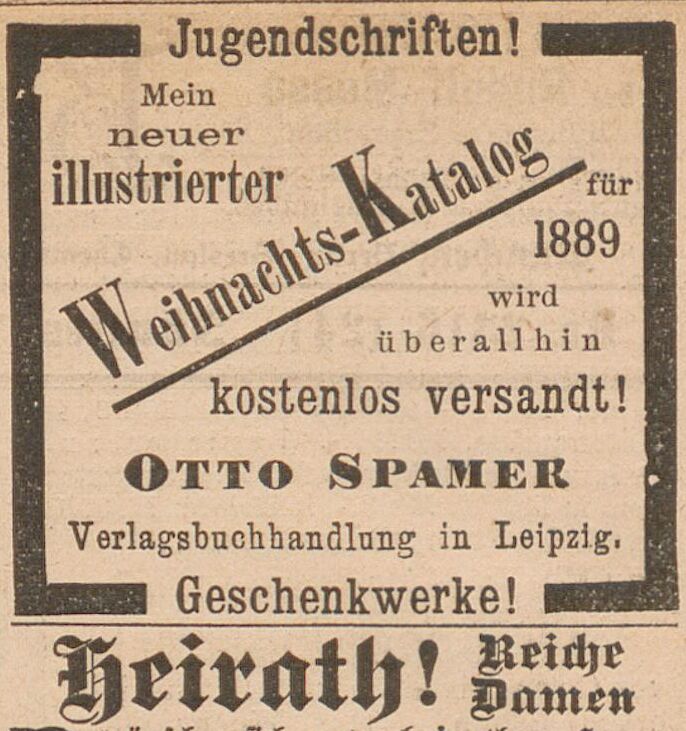 Jugendschriften!
Mein
neuer
illustrierter
Weihnachts-Katalog
für
1889
wird
überallhin
kostenlos versandt!
OTTO SPAMER
Verlagsbuchhandlung in Leipzig.
Geschenkwerke!
Heirath! Reiche
Damen